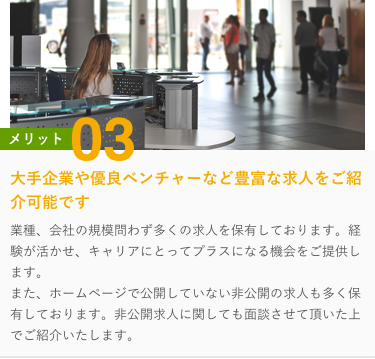 メリット 03
大手企業や優良ベンチャーなど豊富な求人をご紹
介可能です
業種、会社の規模問わず多くの求人を保有しております。経
験が活かせ、キャリアにとってプラスになる機会をご提供し
ます。
また、ホームページで公開していない非公開の求人も多く保
有しております。非公開求人に関しても面談させて頂いた上
でご紹介いたします。